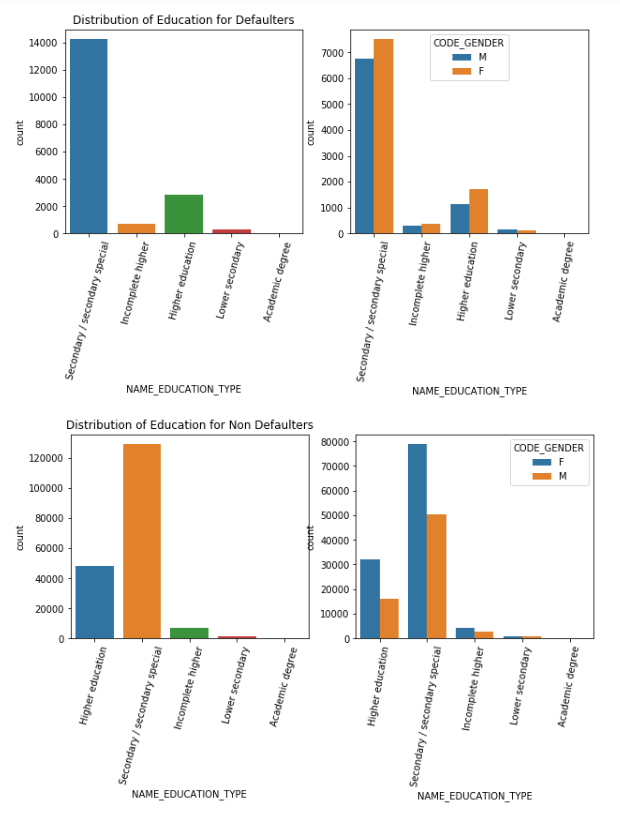 Distribution of Education for Defaulters
14000
12000
10000
8000
6000
4000
2000
0
count
Secondary / secondary special
Incomplete higher
Higher education
Lower secondary
Academic degree
NAME_EDUCATION_TYPE
7000
6000
5000
4000
3000
2000
1000
0
count
CODE_GENDER
M
F
Secondary / secondary special
Incomplete higher
Higher education
Lower secondary
Academic degree
NAME_EDUCATION_TYPE
Distribution of Education for Non Defaulters
120000
100000
80000
60000
40000
20000
0
count
Higher education
Secondary / secondary special
Incomplete higher
Lower secondary
Academic degree
NAME_EDUCATION_TYPE
80000
70000
60000
50000
40000
30000
20000
10000
0
count
CODE_GENDER
F
M
Higher education
Secondary / secondary special
Incomplete higher
Lower secondary
Academic degree
NAME_EDUCATION_TYPE